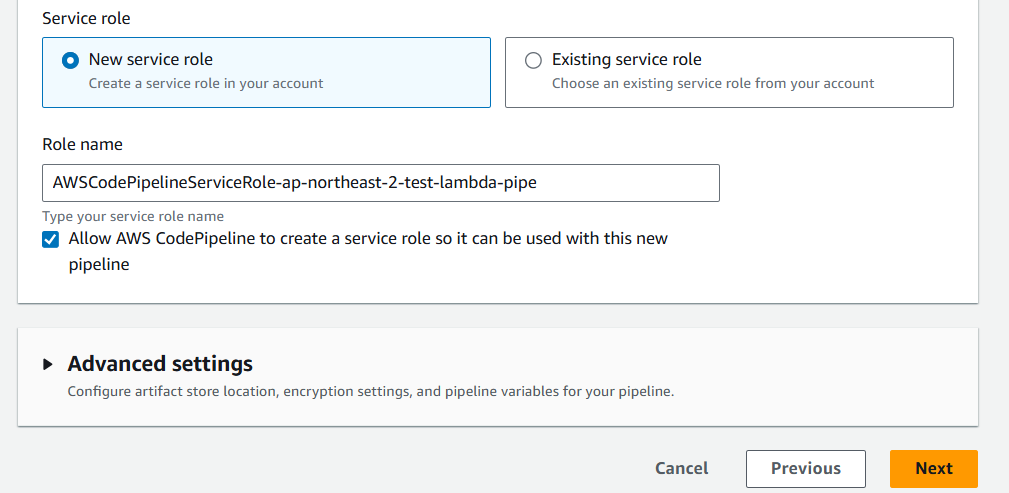 Service role
New service role
Create a service role in your account
Existing service role
Choose an existing service role from your account
Role name
AWSCodePipelineServiceRole-ap-northeast-2-test-lambda-pipe
Type your service role name
Allow AWS CodePipeline to create a service role so it can be used with this new
pipeline
Advanced settings
Configure artifact store location, encryption settings, and pipeline variables for your pipeline.
Cancel
Previous
Next